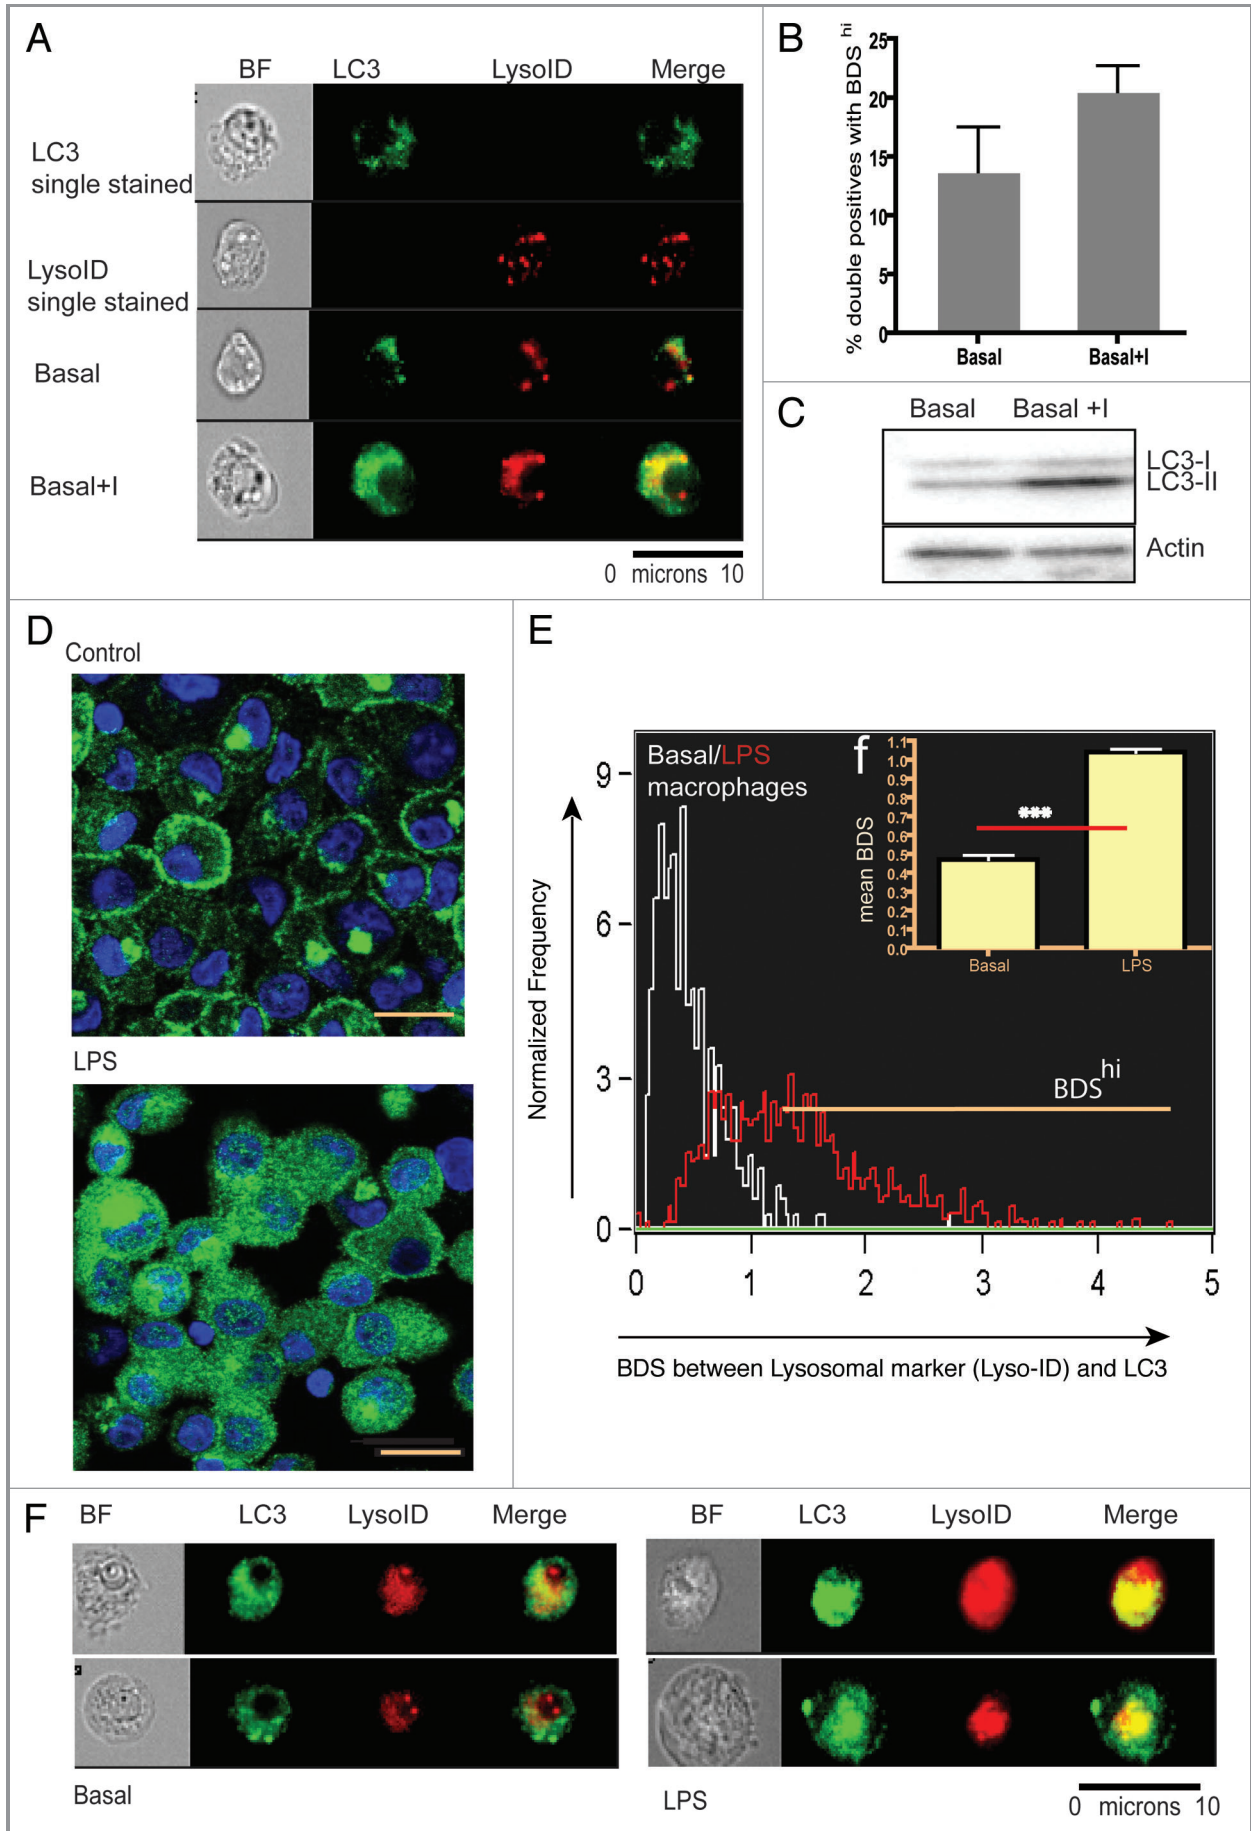 A
BF LC3 LysoID Merge
LC3
single stained
LysoID
single stained
Basal
Basal+I
0 microns 10
B
% double positives with BDS hi
25
20
15
10
5
0
Basal Basal+I
C
Basal Basal +I
LC3-I
LC3-II
Actin
D
Control
LPS
E
Basal/LPS
macrophages
f
mean BDS
1.1
1.0
0.9
0.8
0.7
0.6
0.5
0.4
0.3
0.2
0.1
0.0
***
Basal LPS
BDS hi
Normalized Frequency
9
6
3
0
0 1 2 3 4 5
BDS between Lysosomal marker (Lyso-ID) and LC3
F
BF LC3 LysoID Merge BF LC3 LysoID Merge
Basal
LPS
0 microns 10